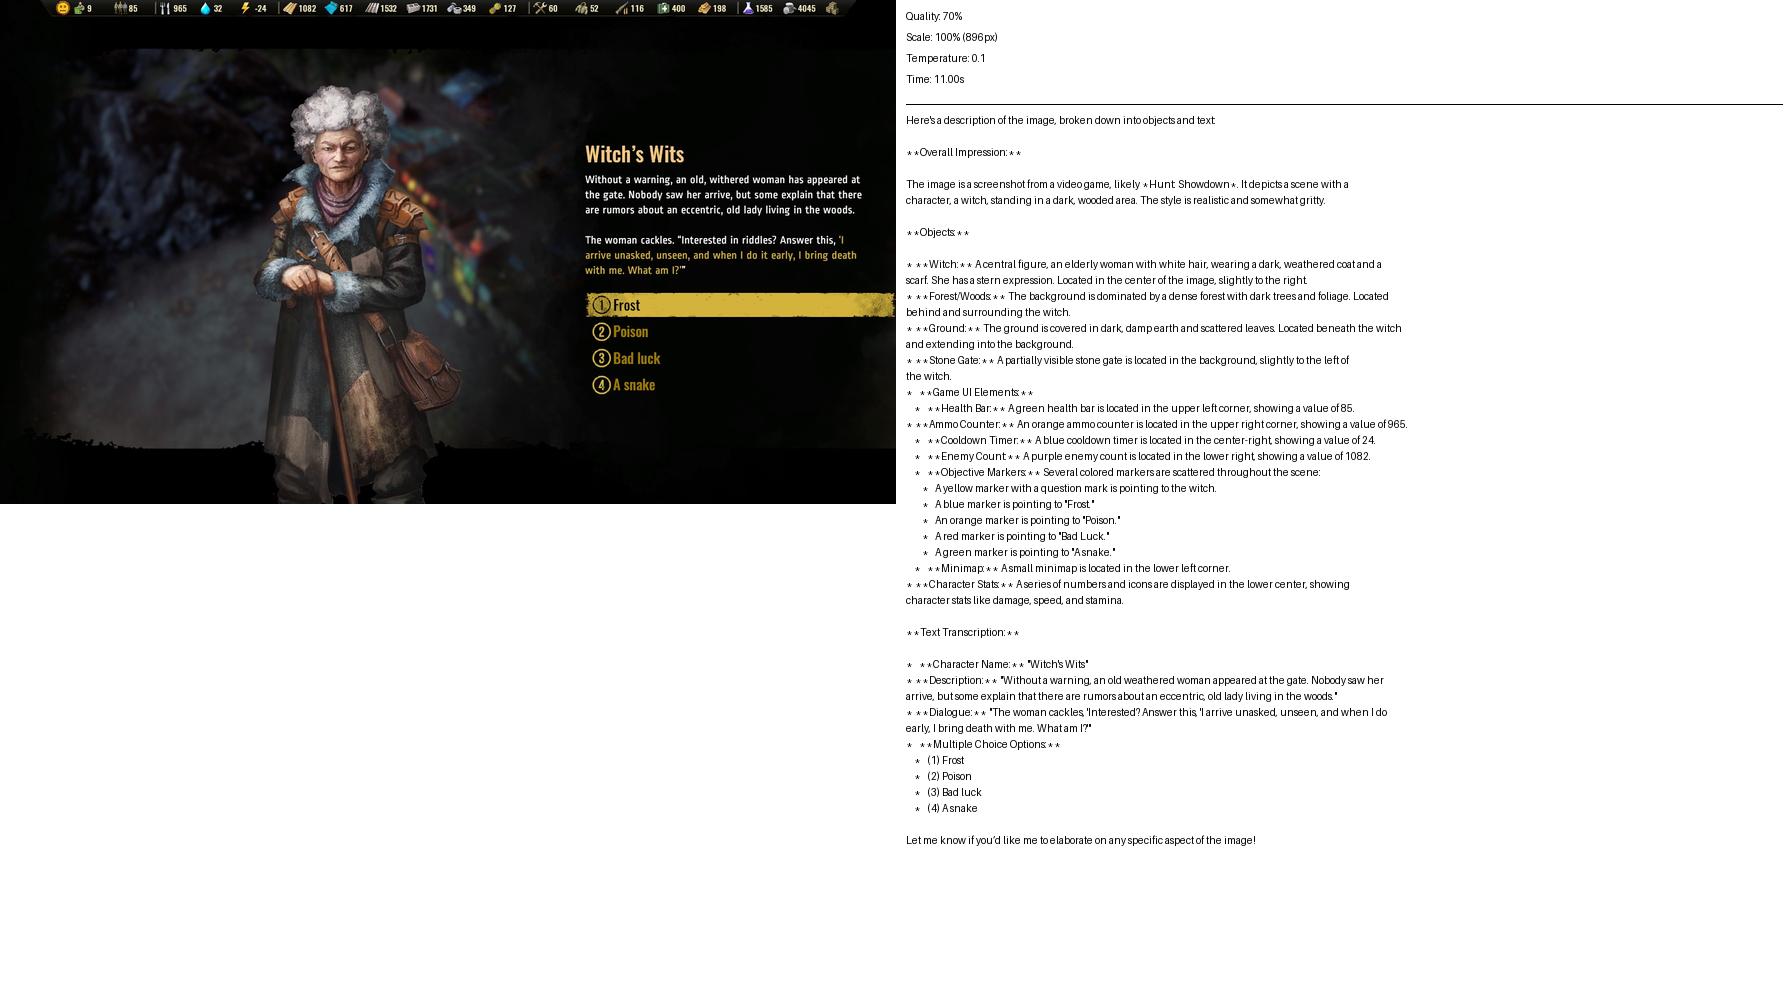 9 85 965 32 -24 1082 617 1532 1731 349 127 60 52 116 400 198 1585 4045
Witch's Wits
Without a warning, an old, withered woman has appeared at
the gate. Nobody saw her arrive, but some explain that there
are rumors about an eccentric, old lady living in the woods.
The woman cackles. "Interested in riddles? Answer this, 'I
arrive unasked, unseen, and when I do it early, I bring death
with me. What am I?'"
1 Frost
2 Poison
3 Bad luck
4 A snake
Quality: 70%
Scale: 100% (896px)
Temperature: 0.1
Time: 11.00s
Here's a description of the image, broken down into objects and text:
**Overall Impression:**
The image is a screenshot from a video game, likely *Hunt: Showdown*. It depicts a scene with a
character, a witch, standing in a dark, wooded area. The style is realistic and somewhat gritty.
**Objects:**
* **Witch:** A central figure, an elderly woman with white hair, wearing a dark, weathered coat and a
scarf. She has a stern expression. Located in the center of the image, slightly to the right.
* **Forest/Woods:** The background is dominated by a dense forest with dark trees and foliage. Located
behind and surrounding the witch.
* **Ground:** The ground is covered in dark, damp earth and scattered leaves. Located beneath the witch
and extending into the background.
* **Stone Gate:** A partially visible stone gate is located in the background, slightly to the left of
the witch.
* **Game UI Elements:**
* **Health Bar:** A green health bar is located in the upper left corner, showing a value of 85.
* **Ammo Counter:** An orange ammo counter is located in the upper right corner, showing a value of 965.
* **Cooldown Timer:** A blue cooldown timer is located in the center-right, showing a value of 24.
* **Enemy Count:** A purple enemy count is located in the lower right, showing a value of 1082.
* **Objective Markers:** Several colored markers are scattered throughout the scene:
* A yellow marker with a question mark is pointing to the witch.
* A blue marker is pointing to "Frost."
* An orange marker is pointing to "Poison."
* A red marker is pointing to "Bad Luck."
* A green marker is pointing to "A snake."
* **Minimap:** A small minimap is located in the lower left corner.
* **Character Stats:** A series of numbers and icons are displayed in the lower center, showing
character stats like damage, speed, and stamina.
**Text Transcription:**
* **Character Name:** "Witch's Wits"
* **Description:** "Without a warning, an old weathered woman appeared at the gate. Nobody saw her
arrive, but some explain that there are rumors about an eccentric, old lady living in the woods."
* **Dialogue:** "The woman cackles, 'Interested? Answer this, 'I arrive unasked, unseen, and when I do
early, I bring death with me. What am I?'"
* **Multiple Choice Options:**
* (1) Frost
* (2) Poison
* (3) Bad luck
* (4) A snake
Let me know if you'd like me to elaborate on any specific aspect of the image!